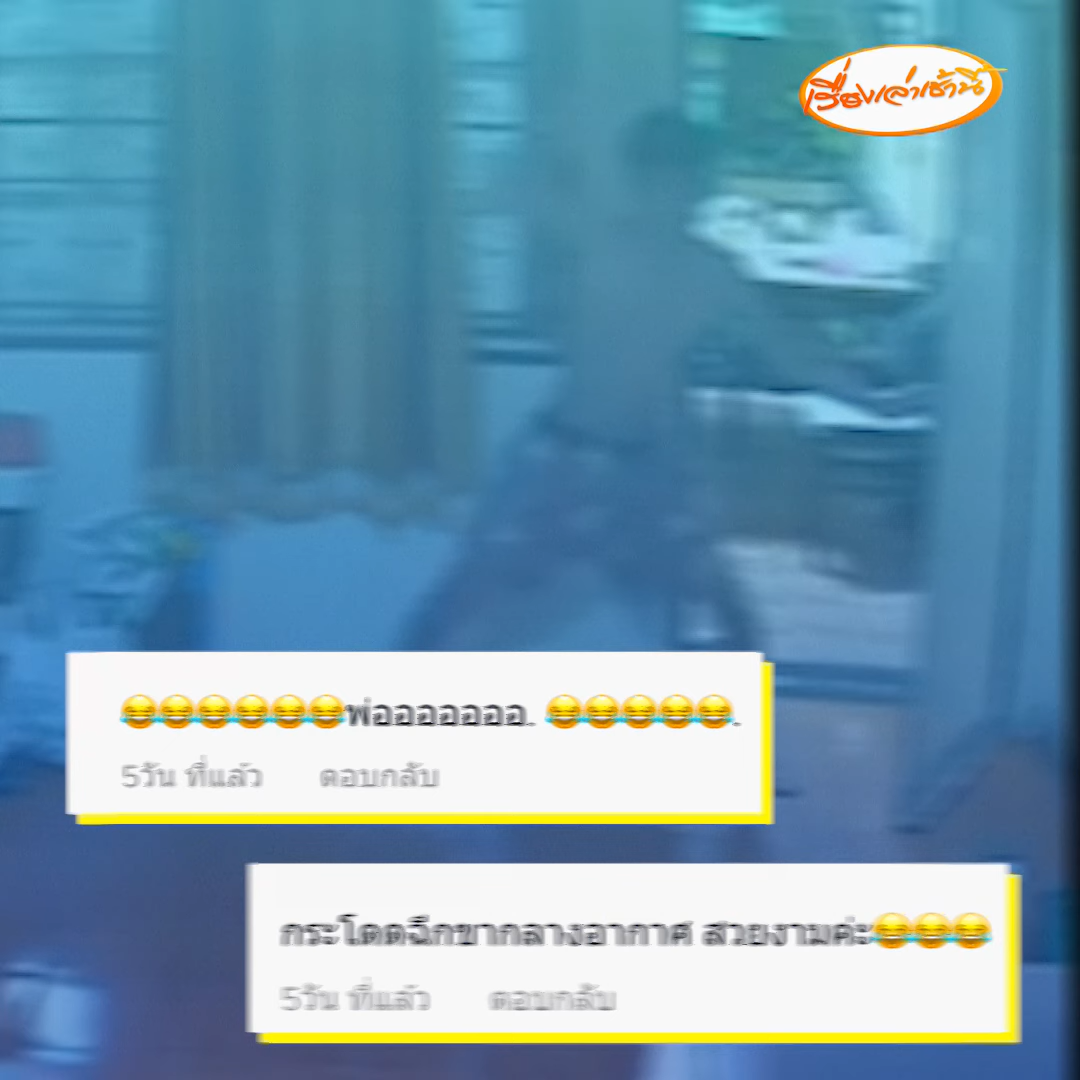 เรื่องเล่าเช้านี้
😂😂😂😂😂😂พ่อออออออ. 😂😂😂😂😂.
5วัน ที่แล้ว ตอบกลับ
กระโดดฉีกขากลางอากาศ สวยงามค่ะ😂😂😂
5วัน ที่แล้ว ตอบกลับ